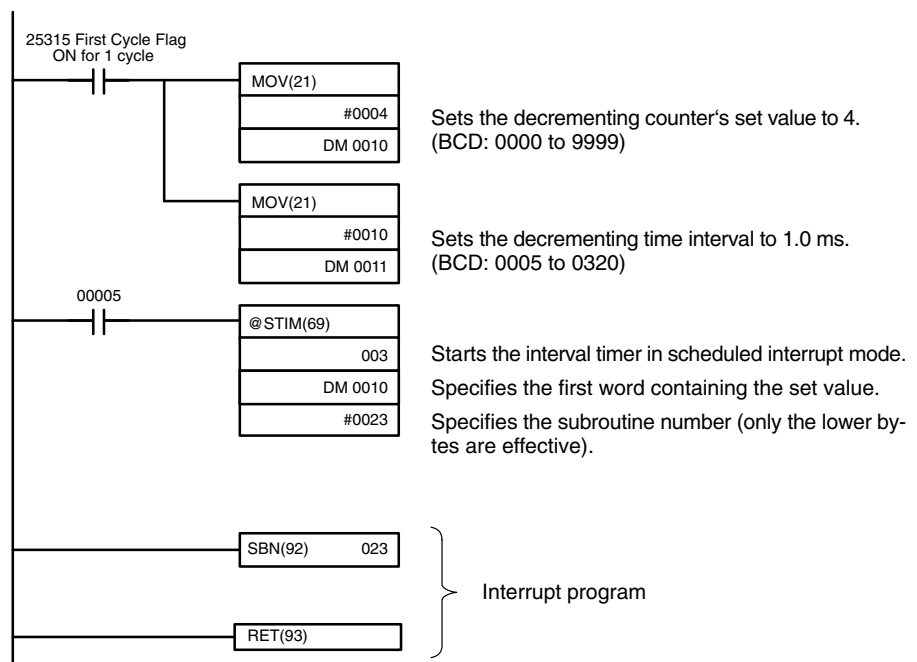 25315 First Cycle Flag
ON for 1 cycle
MOV(21)
#0004
DM 0010
Sets the decrementing counter‘s set value to 4.
(BCD: 0000 to 9999)
MOV(21)
#0010
DM 0011
Sets the decrementing time interval to 1.0 ms.
(BCD: 0005 to 0320)
00005
@STIM(69)
003
Starts the interval timer in scheduled interrupt mode.
DM 0010
Specifies the first word containing the set value.
#0023
Specifies the subroutine number (only the lower by-
tes are effective).
SBN(92) 023
Interrupt program
RET(93)